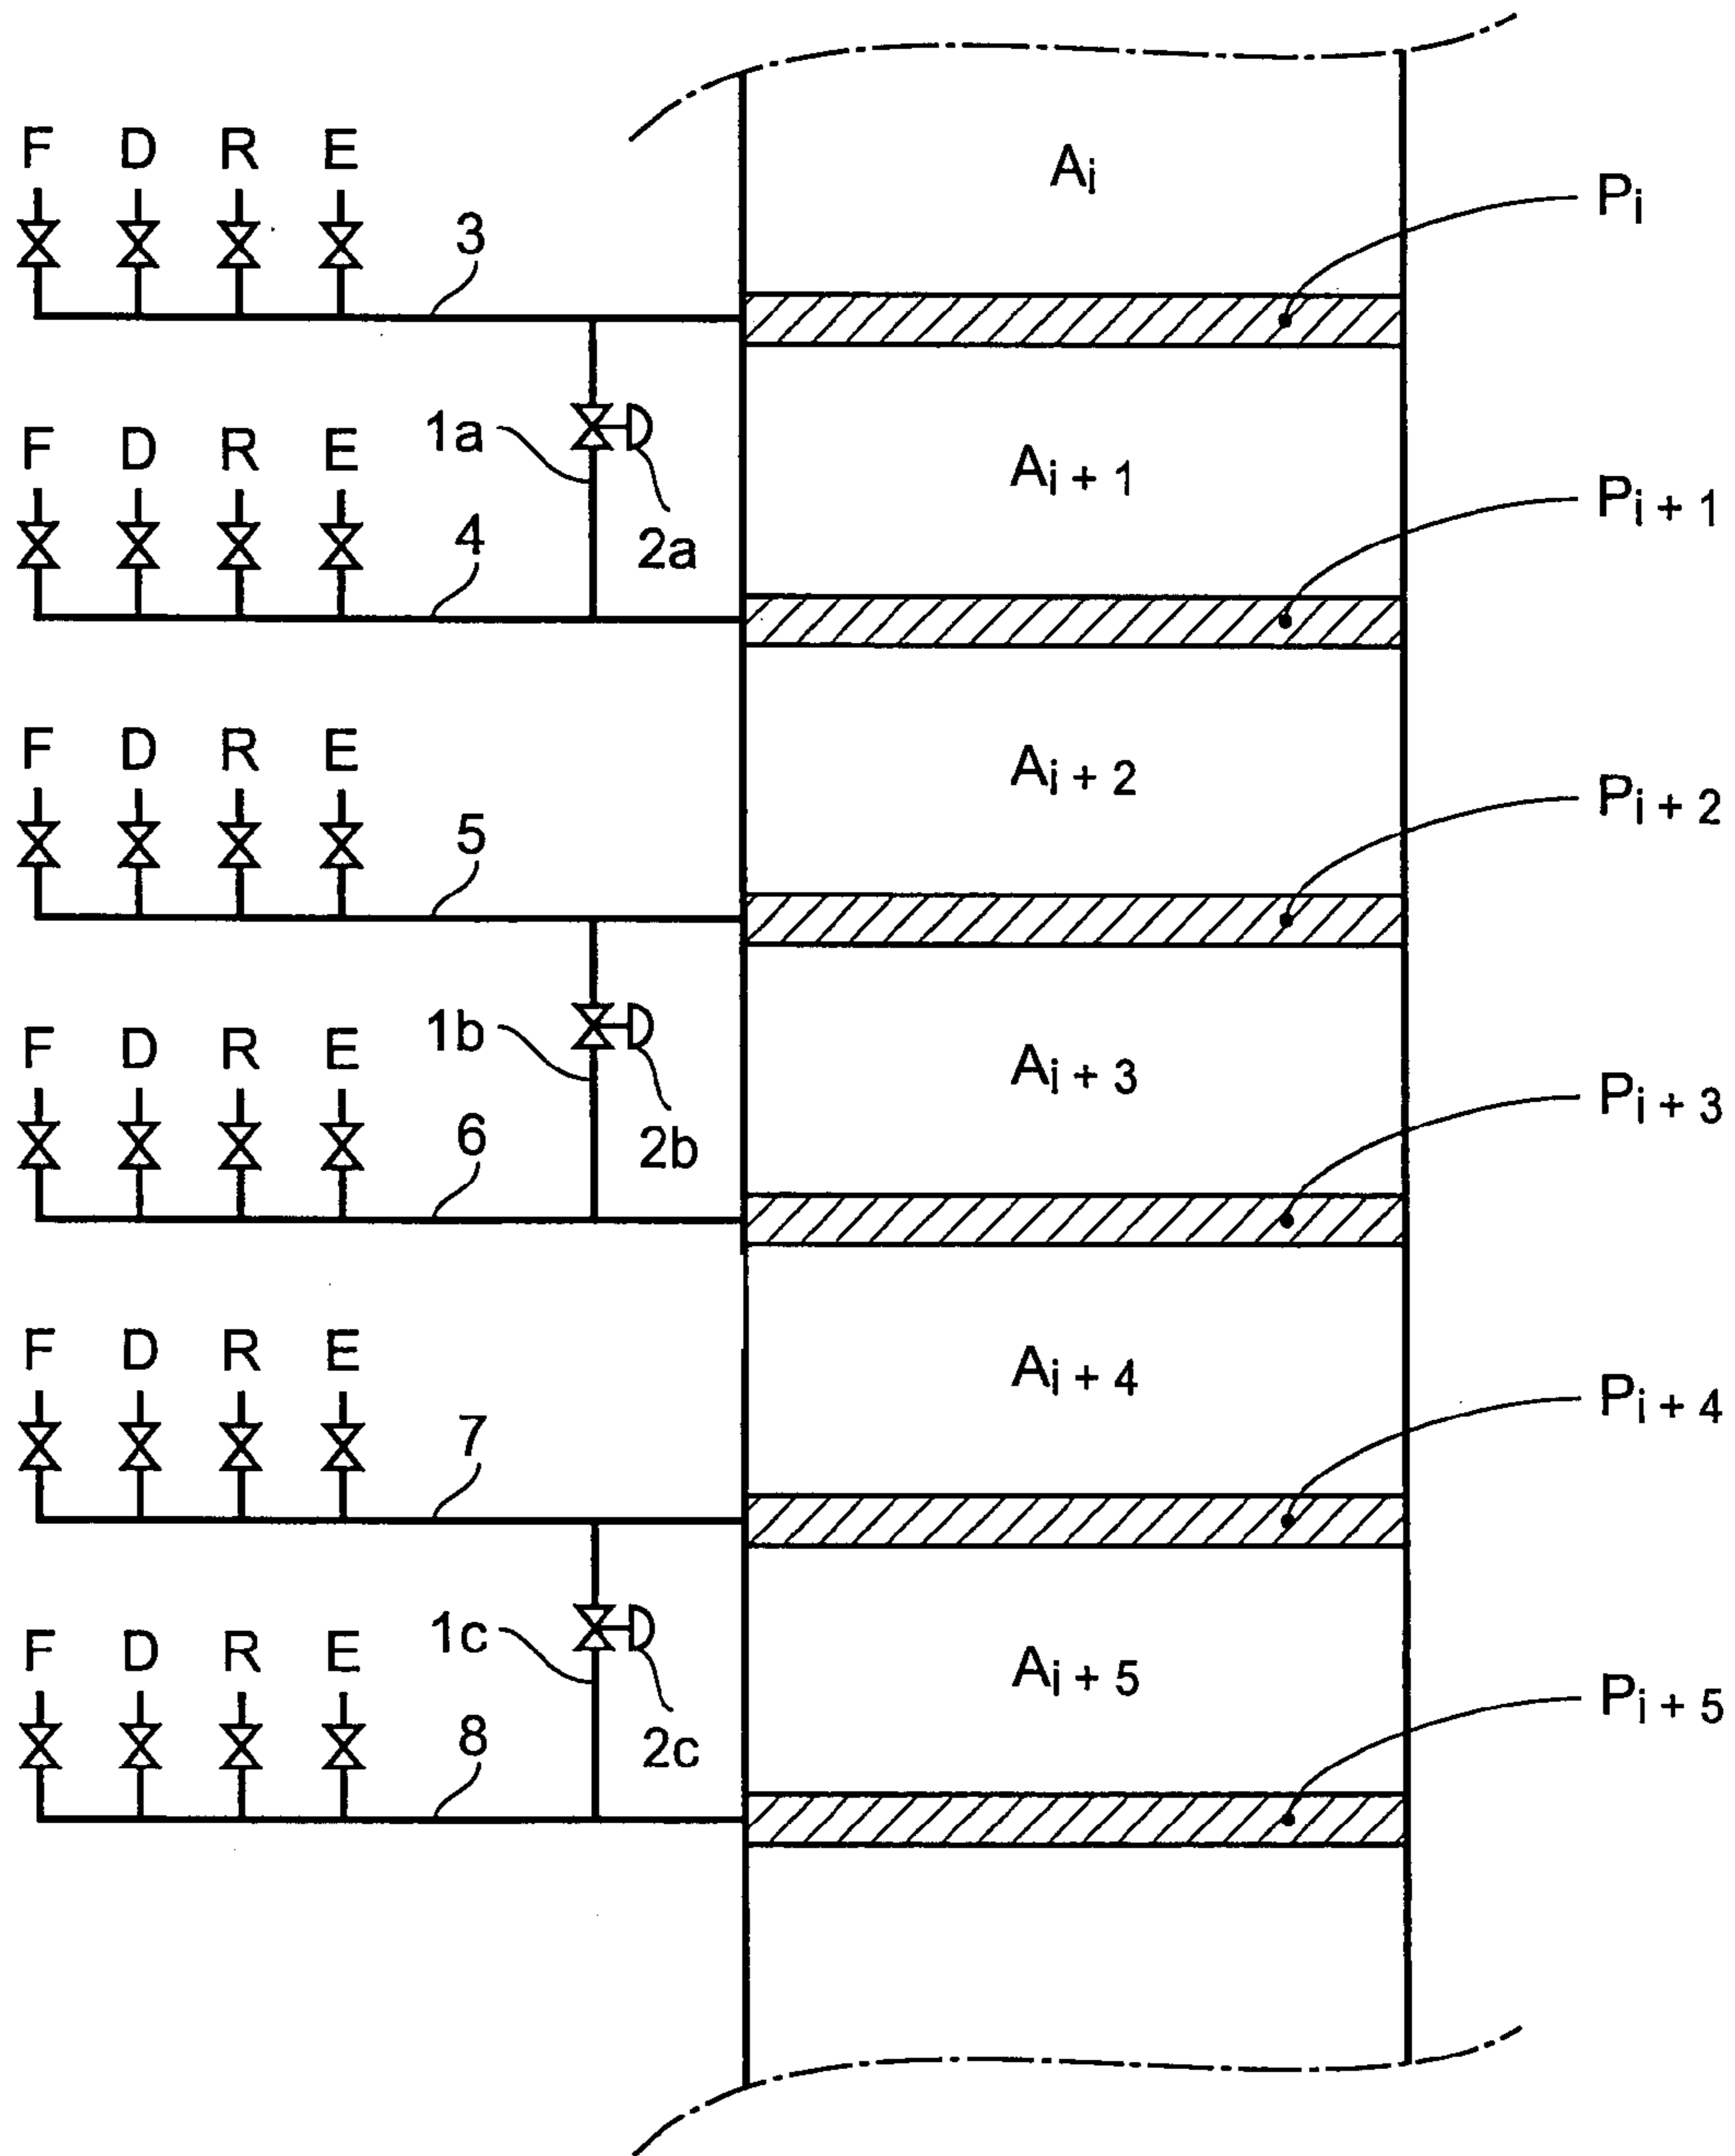 A_i
F D R E
P_i
3
1a
A_i + 1
F D R E
P_i + 1
4
2a
F D R E
A_i + 2
P_i + 2
5
1b
F D R E
A_i + 3
P_i + 3
6
2b
F D R E
A_i + 4
P_i + 4
7
1c
F D R E
A_i + 5
P_i + 5
8
2c